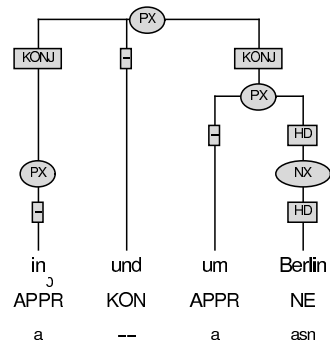 PX
KONJ - KONJ
PX
- HD
PX NX
- HD
in und um Berlin
J
APPR KON APPR NE
a -- a asn